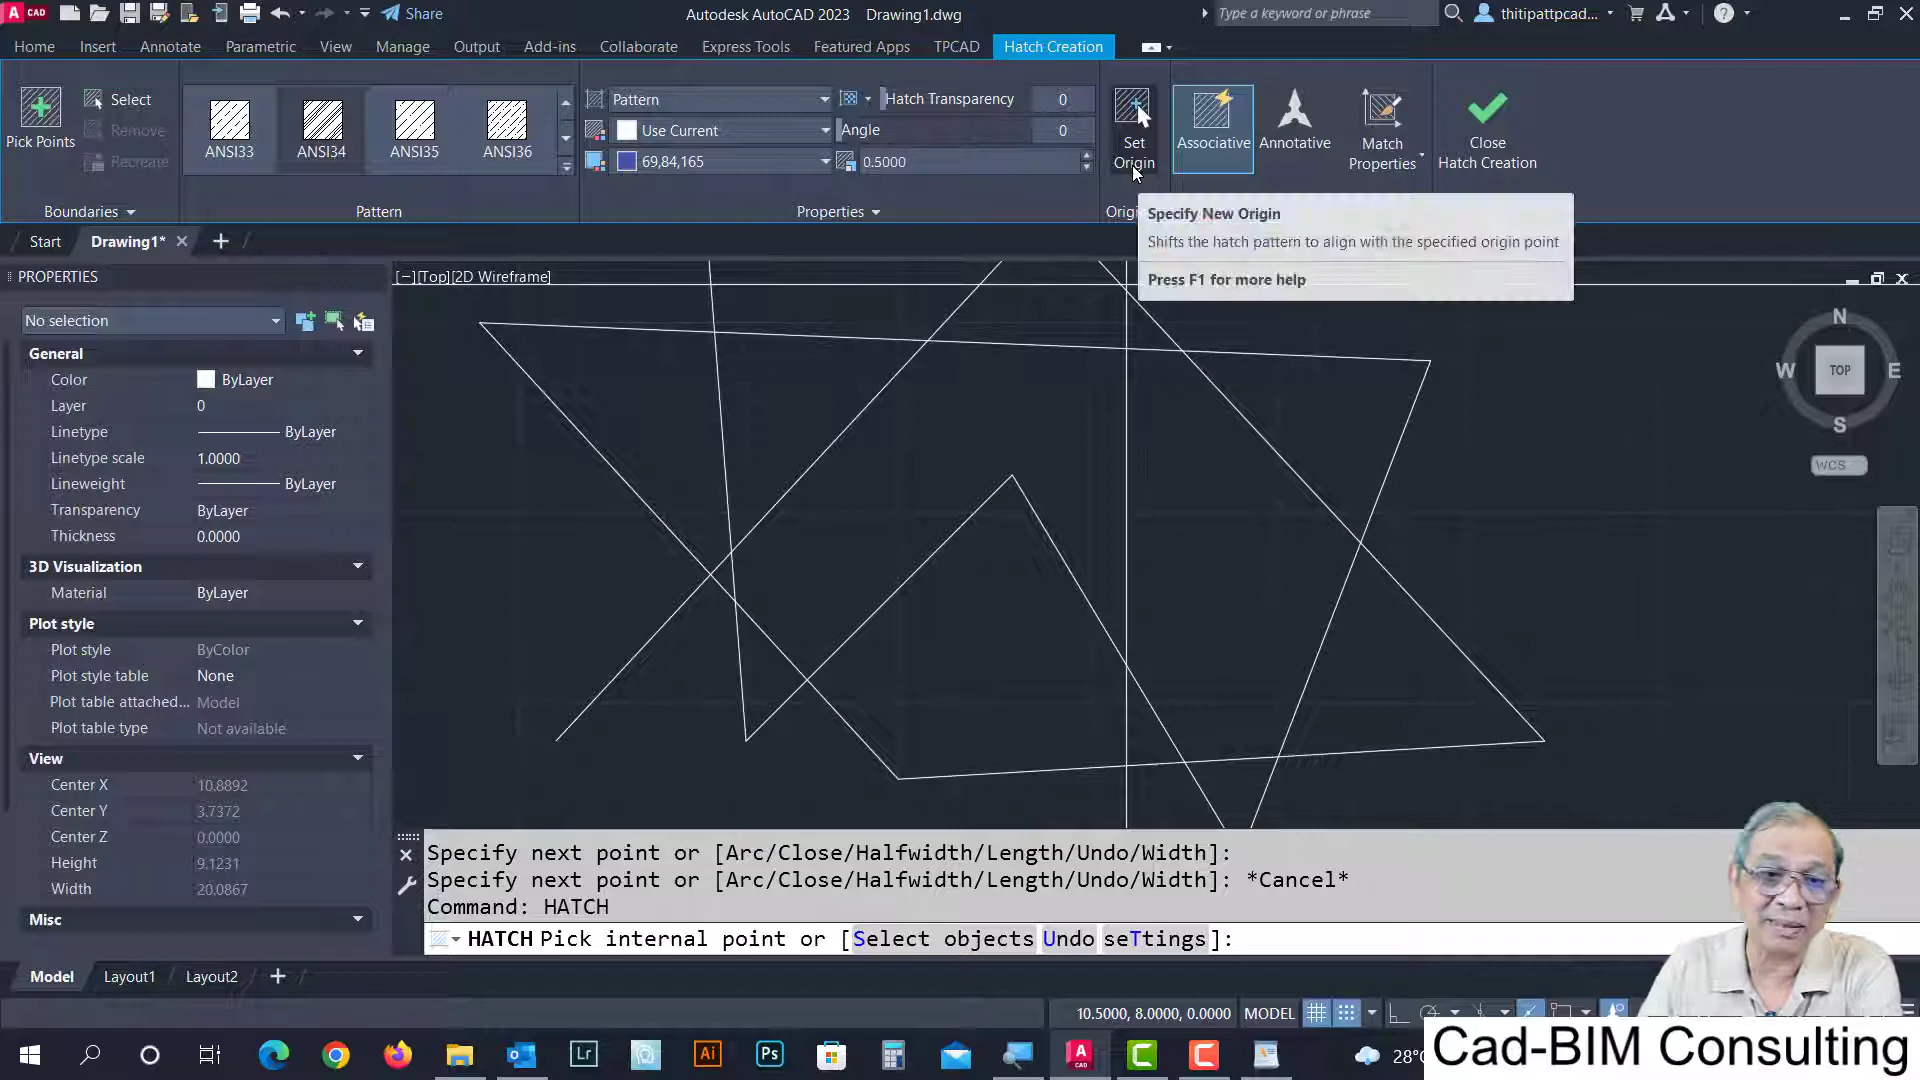 CAD
Share
Autodesk AutoCAD 2023
Drawing1.dwg
Type a keyword or phrase
thitipattpcad...
Home
Insert
Annotate
Parametric
View
Manage
Output
Add-ins
Collaborate
Express Tools
Featured Apps
TPCAD
Hatch Creation
Pick Points
Select
Remove
Recreate
ANSI33
ANSI34
ANSI35
ANSI36
Pattern
Use Current
69,84,165
Hatch Transparency
0
Angle
0
0.5000
Set
Origin
Associative
Annotative
Match
Properties
Close
Hatch Creation
Boundaries
Pattern
Properties
Specify New Origin
Shifts the hatch pattern to align with the specified origin point
Press F1 for more help
Start
Drawing1*
PROPERTIES
[−][Top][2D Wireframe]
No selection
General
Color
ByLayer
Layer
0
Linetype
ByLayer
Linetype scale
1.0000
Lineweight
ByLayer
Transparency
ByLayer
Thickness
0.0000
3D Visualization
Material
ByLayer
Plot style
Plot style
ByColor
Plot style table
None
Plot table attached...
Model
Plot table type
Not available
View
Center X
10.8892
Center Y
3.7372
Center Z
0.0000
Height
9.1231
Width
20.0867
Misc
N
W
TOP
E
S
WCS
Specify next point or [Arc/Close/Halfwidth/Length/Undo/Width]:
Specify next point or [Arc/Close/Halfwidth/Length/Undo/Width]: *Cancel*
Command: HATCH
HATCH Pick internal point or [Select objects Undo seTtings]:
Model
Layout1
Layout2
10.5000, 8.0000, 0.0000
MODEL
Lr
Ai
Ps
A
CAD
28°
Cad-BIM Consulting